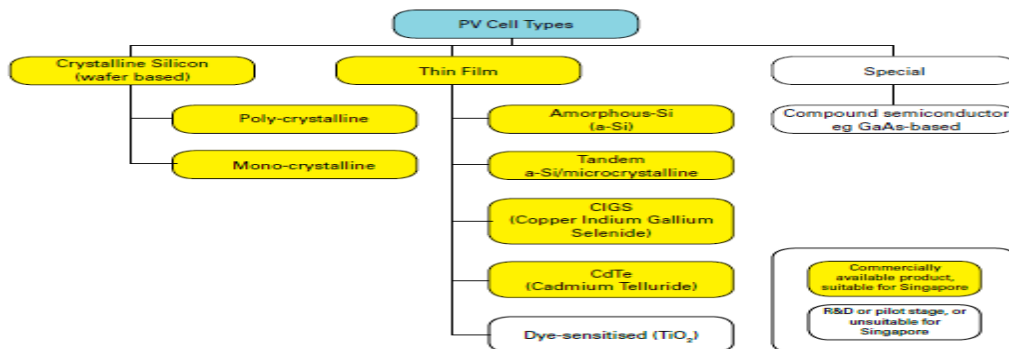 PV Cell Types
Crystalline Silicon
(wafer based)
Thin Film
Special
Poly-crystalline
Mono-crystalline
Amorphous-Si
(a-Si)
Tandem
a-Si/microcrystalline
CIGS
(Copper Indium Gallium
Selenide)
CdTe
(Cadmium Telluride)
Dye-sensitised (TiO₂)
Compound semiconductor
eg GaAs-based
Commercially
available product,
suitable for Singapore
R&D or pilot stage, or
unsuitable for
Singapore